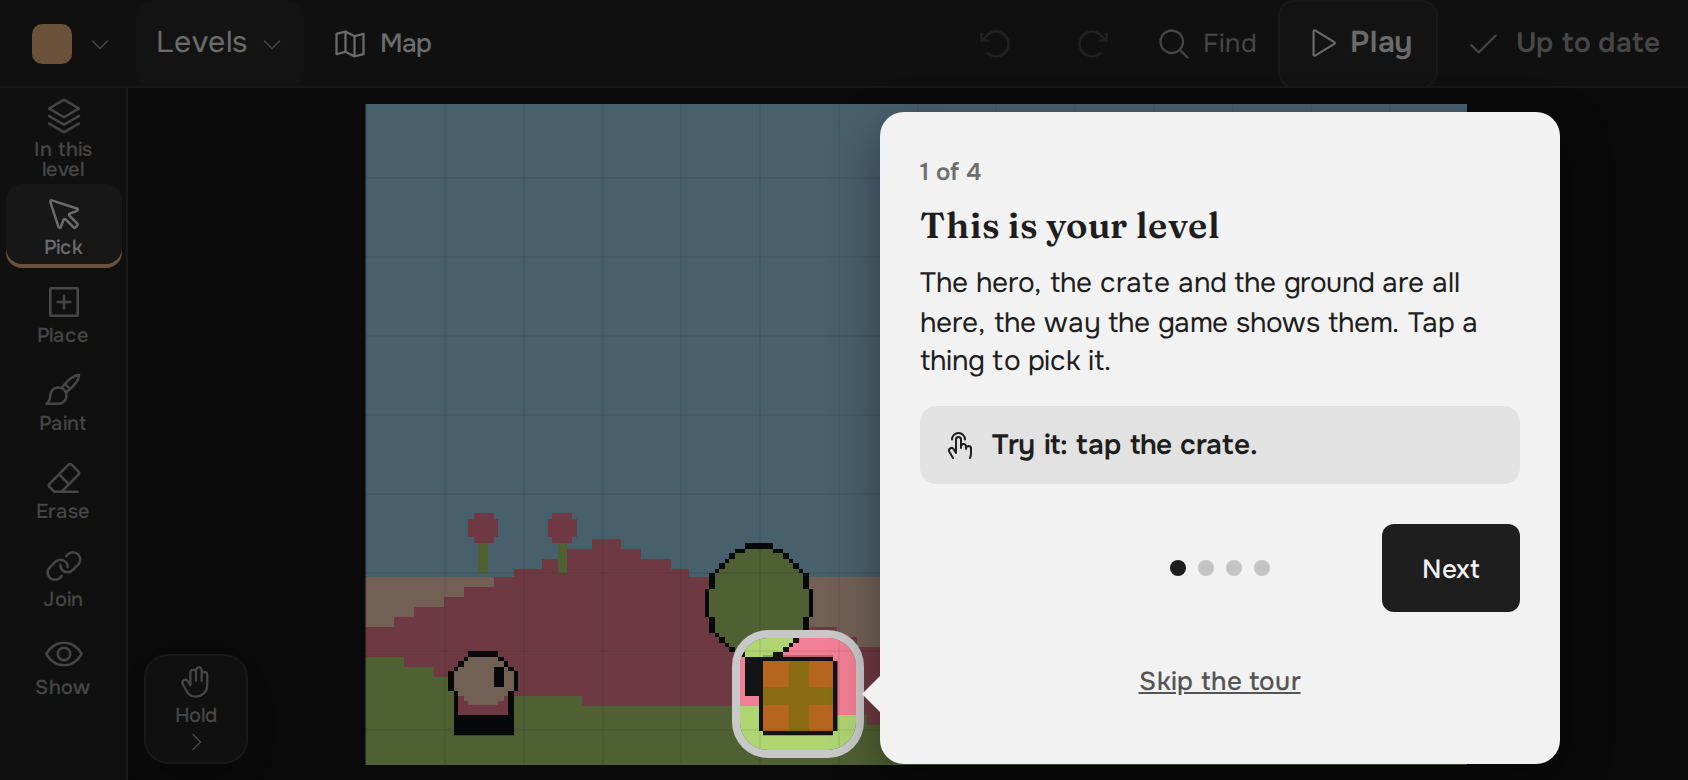 Levels
Map
Find
Play
Up to date
In this
level
Pick
Place
Paint
Erase
Join
Show
Hold
1 of 4
This is your level
The hero, the crate and the ground are all
here, the way the game shows them. Tap a
thing to pick it.
Try it: tap the crate.
Next
Skip the tour